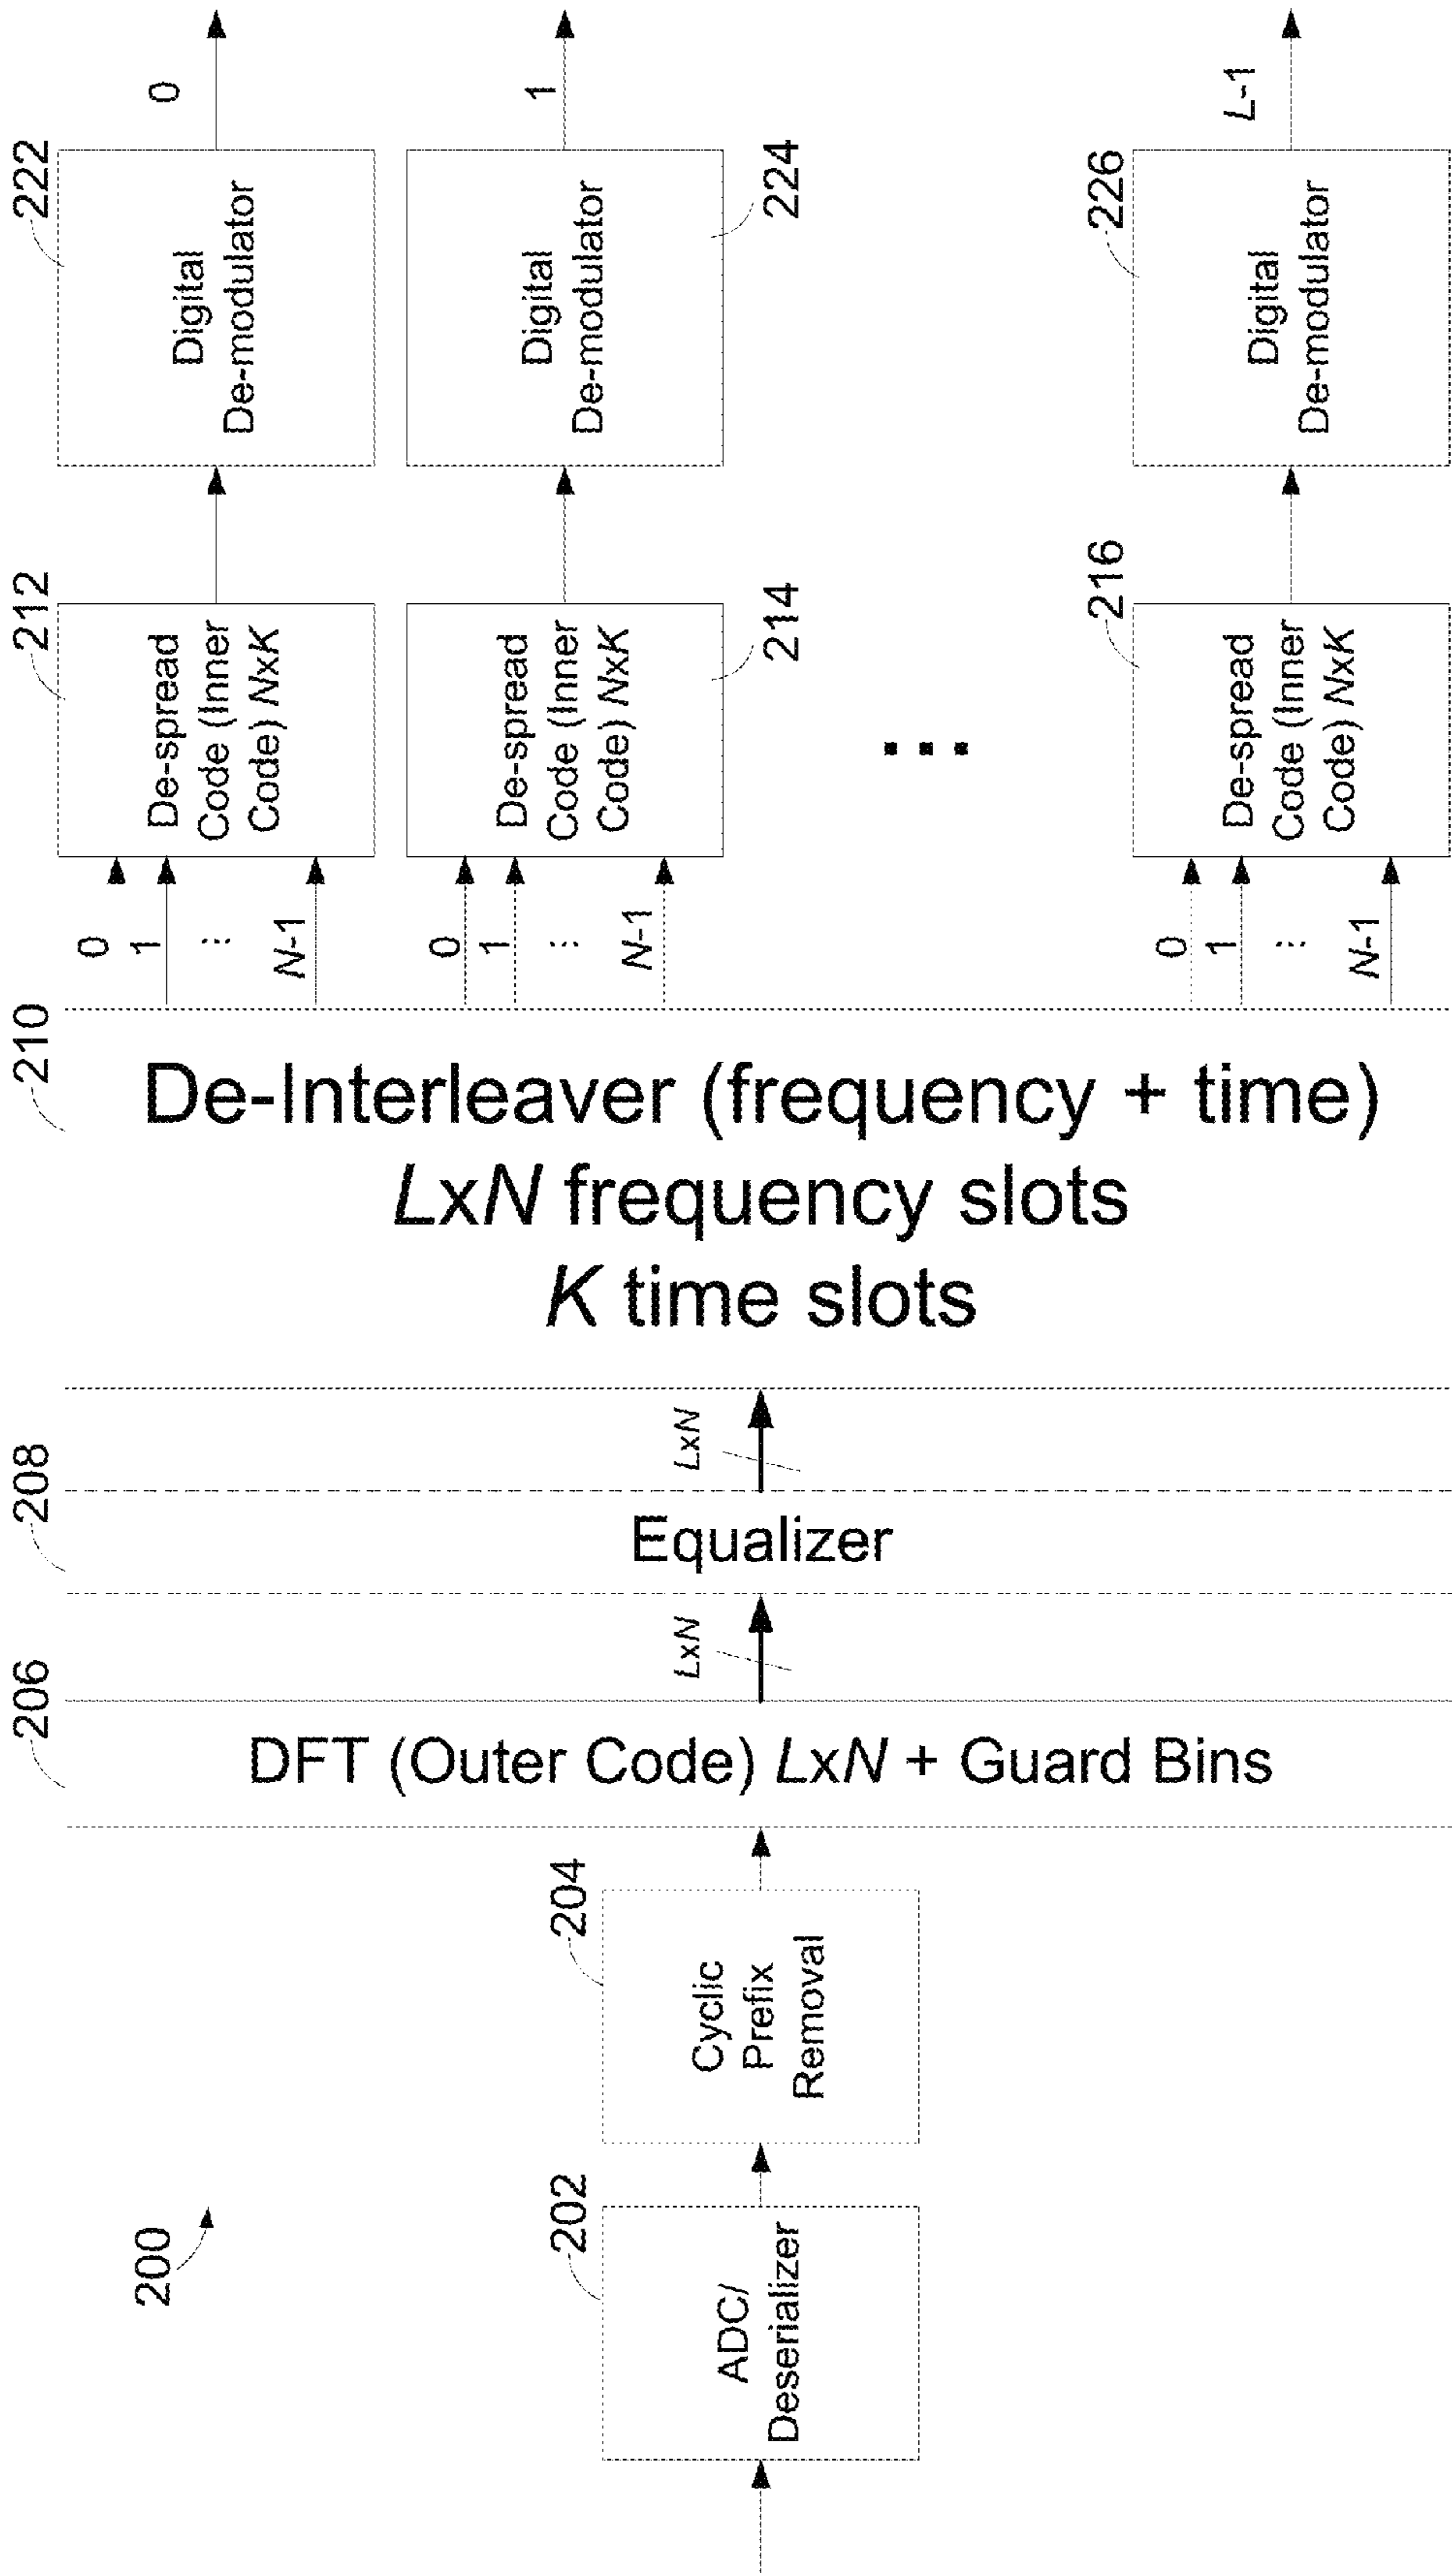 200
202
ADC/
Deserializer
204
Cyclic
Prefix
Removal
206
DFT (Outer Code) LxN + Guard Bins
LxN
208
Equalizer
LxN
210
De-Interleaver (frequency + time)
LxN frequency slots
K time slots
0
1
...
N-1
212
De-spread
Code (Inner
Code) NxK
222
Digital
De-modulator
0
0
1
...
N-1
214
De-spread
Code (Inner
Code) NxK
224
Digital
De-modulator
1
...
0
1
...
N-1
216
De-spread
Code (Inner
Code) NxK
226
Digital
De-modulator
L-1